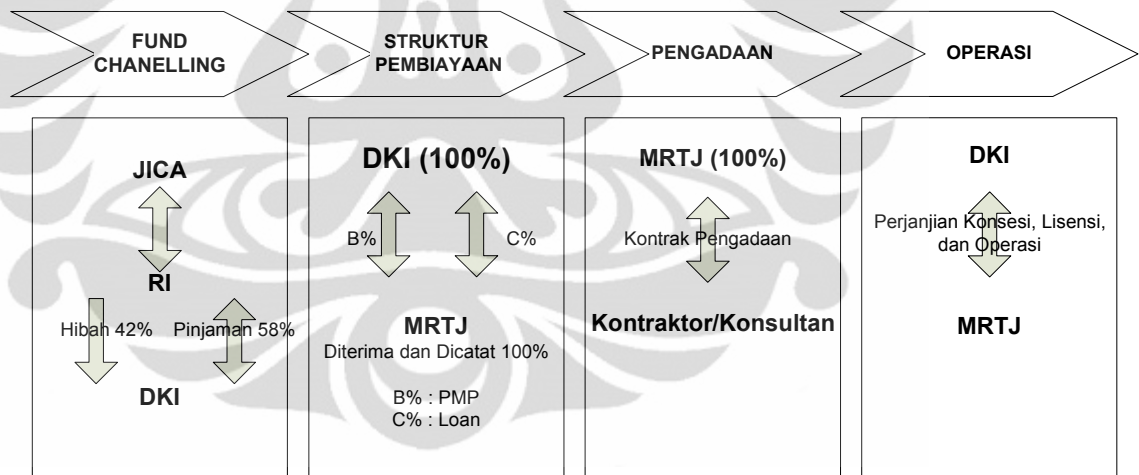 FUND
CHANELLING
STRUKTUR
PEMBIAYAAN
PENGADAAN
OPERASI
JICA
RI
Hibah 42%
Pinjaman 58%
DKI
DKI (100%)
B%
C%
MRTJ
Diterima dan Dicatat 100%
B% : PMP
C% : Loan
MRTJ (100%)
Kontrak Pengadaan
Kontraktor/Konsultan
DKI
Perjanjian Konsesi, Lisensi,
dan Operasi
MRTJ